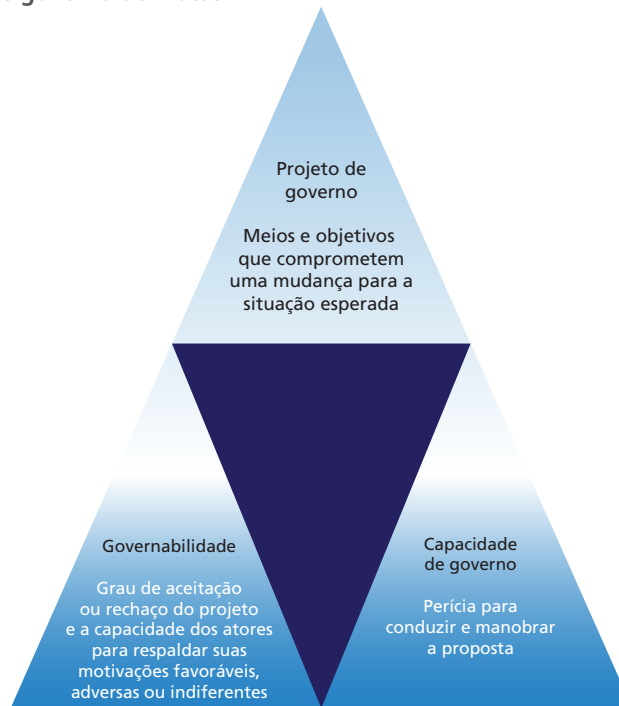 Projeto de
governo
Meios e objetivos
que comprometem
uma mudança para a
situação esperada
Governabilidade
Grau de aceitação
ou rechaço do projeto
e a capacidade dos atores
para respaldar suas
motivações favoráveis,
adversas ou indiferentes
Capacidade
de governo
Perícia para
conduzir e manobrar
a proposta